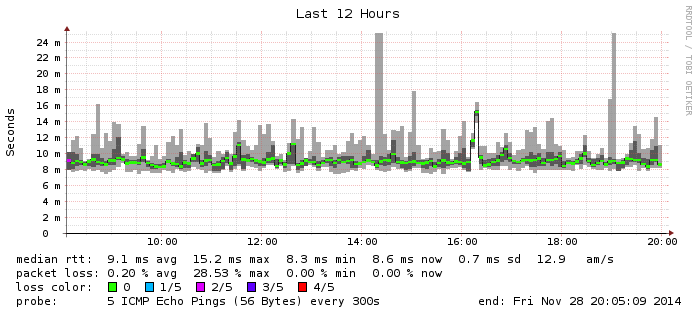 Last 12 Hours
RRDTOOL / TOBI OETIKER
Seconds
24 m
22 m
20 m
18 m
16 m
14 m
12 m
10 m
8 m
6 m
4 m
2 m
0
10:00 12:00 14:00 16:00 18:00 20:00
median rtt: 9.1 ms avg 15.2 ms max 8.3 ms min 8.6 ms now 0.7 ms sd 12.9 am/s
packet loss: 0.20 % avg 28.53 % max 0.00 % min 0.00 % now
loss color: 0 1/5 2/5 3/5 4/5
probe: 5 ICMP Echo Pings (56 Bytes) every 300s end: Fri Nov 28 20:05:09 2014